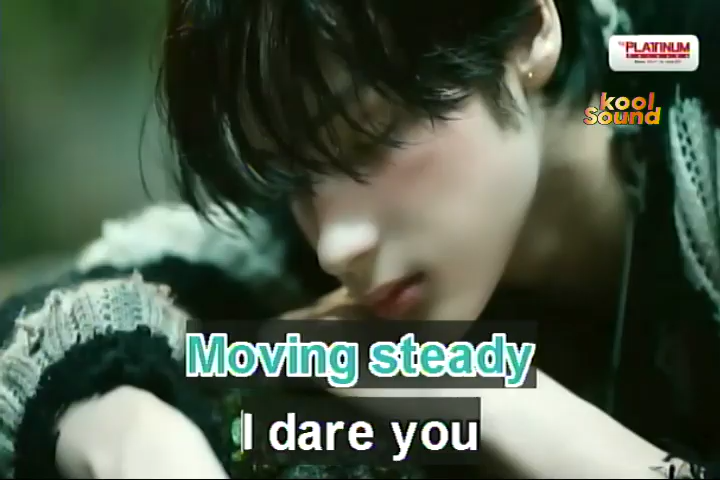 PLATINUM
kool
Sound
Moving steady
I dare you